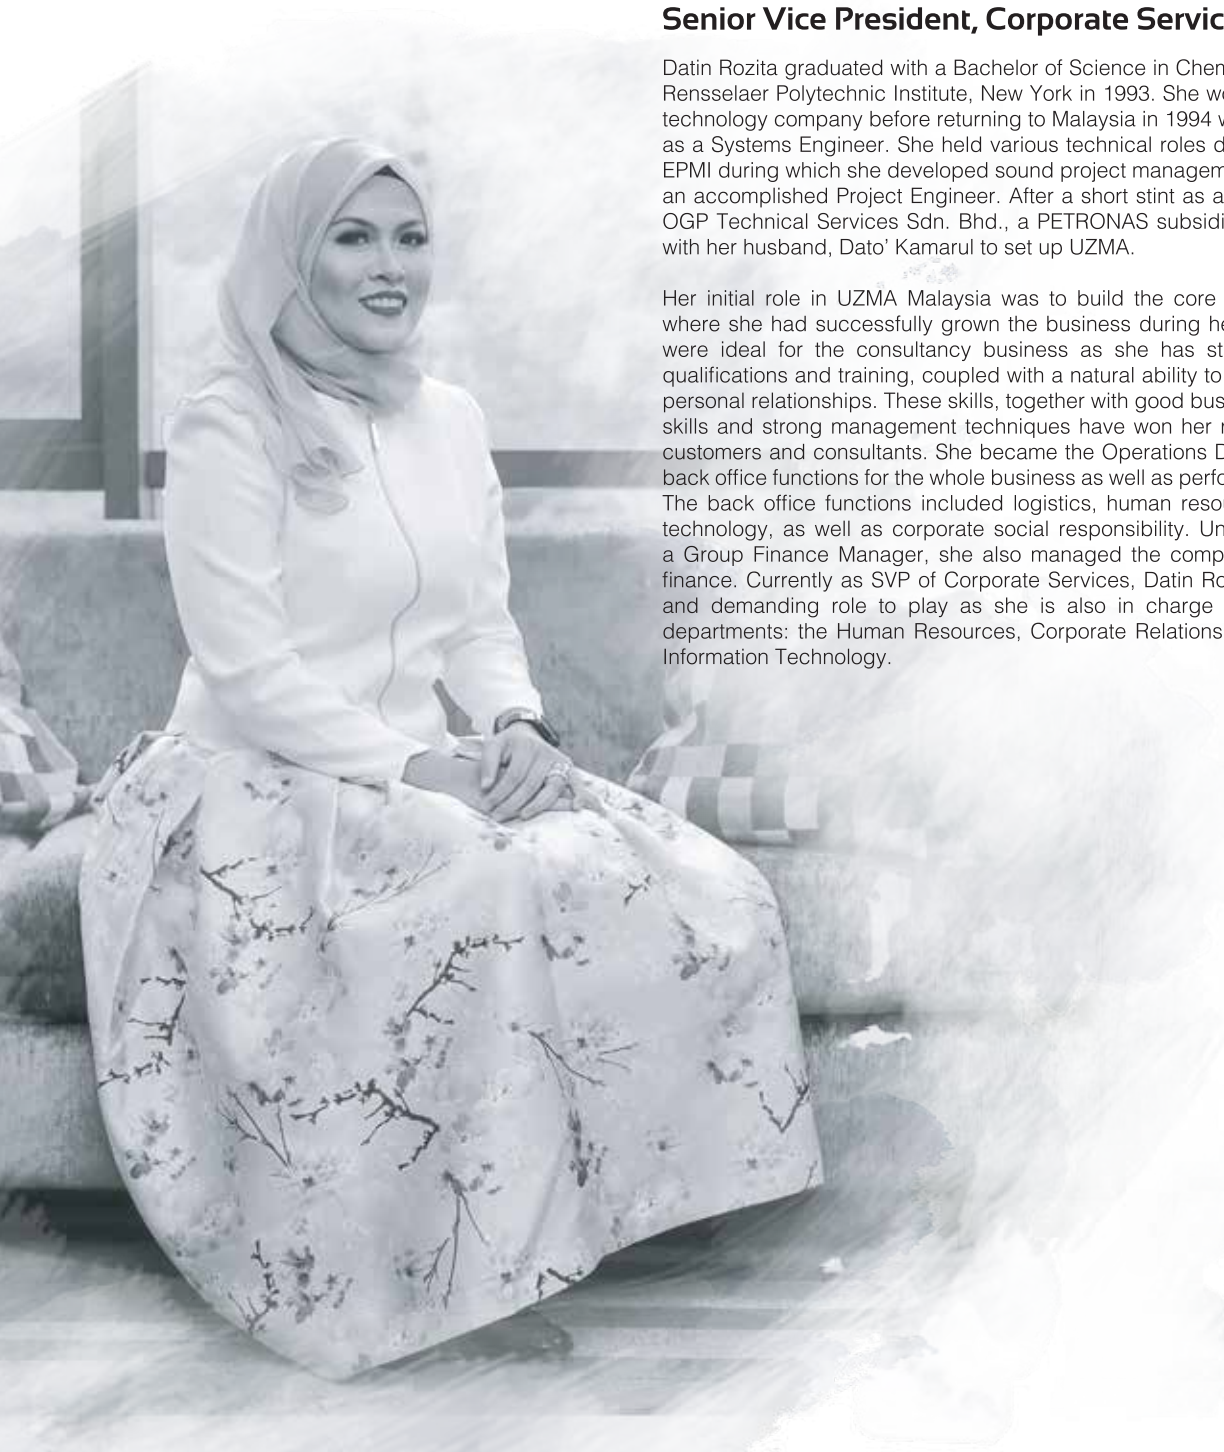 Senior Vice President, Corporate Servic
Datin Rozita graduated with a Bachelor of Science in Chem
Rensselaer Polytechnic Institute, New York in 1993. She wo
technology company before returning to Malaysia in 1994 w
as a Systems Engineer. She held various technical roles d
EPMI during which she developed sound project managem
an accomplished Project Engineer. After a short stint as a
OGP Technical Services Sdn. Bhd., a PETRONAS subsidi
with her husband, Dato’ Kamarul to set up UZMA.
Her initial role in UZMA Malaysia was to build the core
where she had successfully grown the business during he
were ideal for the consultancy business as she has st
qualifications and training, coupled with a natural ability to
personal relationships. These skills, together with good bus
skills and strong management techniques have won her r
customers and consultants. She became the Operations D
back office functions for the whole business as well as perfo
The back office functions included logistics, human resou
technology, as well as corporate social responsibility. Un
a Group Finance Manager, she also managed the comp
finance. Currently as SVP of Corporate Services, Datin Ro
and demanding role to play as she is also in charge
departments: the Human Resources, Corporate Relations
Information Technology.